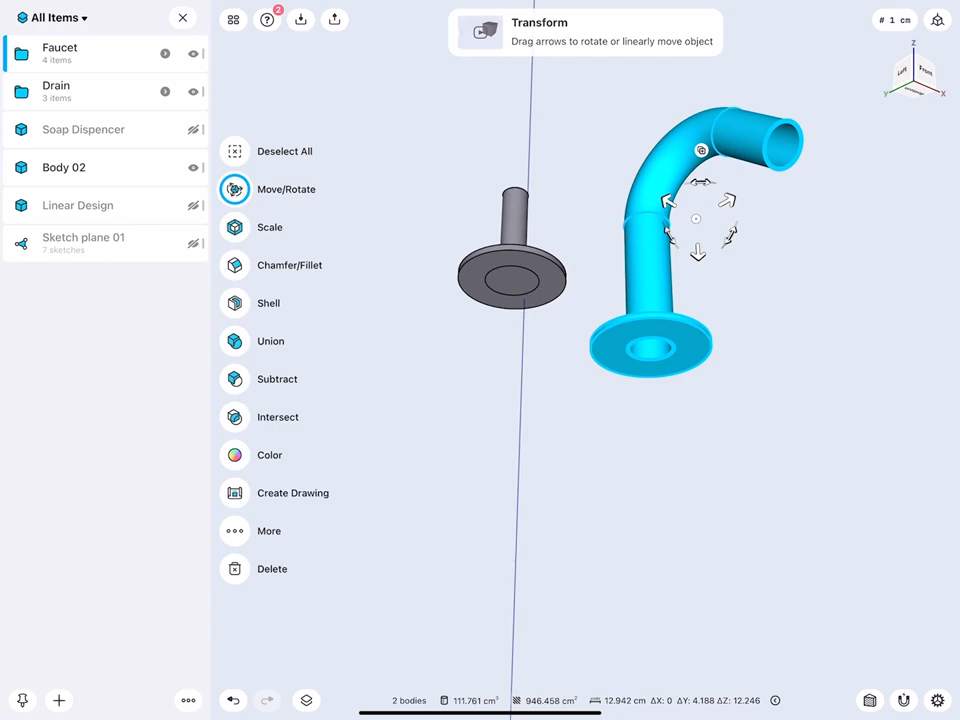 All Items
Faucet
4 items
Drain
3 items
Soap Dispenser
Body 02
Linear Design
Sketch plane 01
7 sketches
2
Transform
Drag arrows to rotate or linearly move object
# 1 cm
Z
Left
Front
Y
X
Deselect All
Move/Rotate
Scale
Chamfer/Fillet
Shell
Union
Subtract
Intersect
Color
Create Drawing
More
Delete
2 bodies 111.761 cm³ 946.458 cm² 12.942 cm ΔX: 0 ΔY: 4.188 ΔZ: 12.246